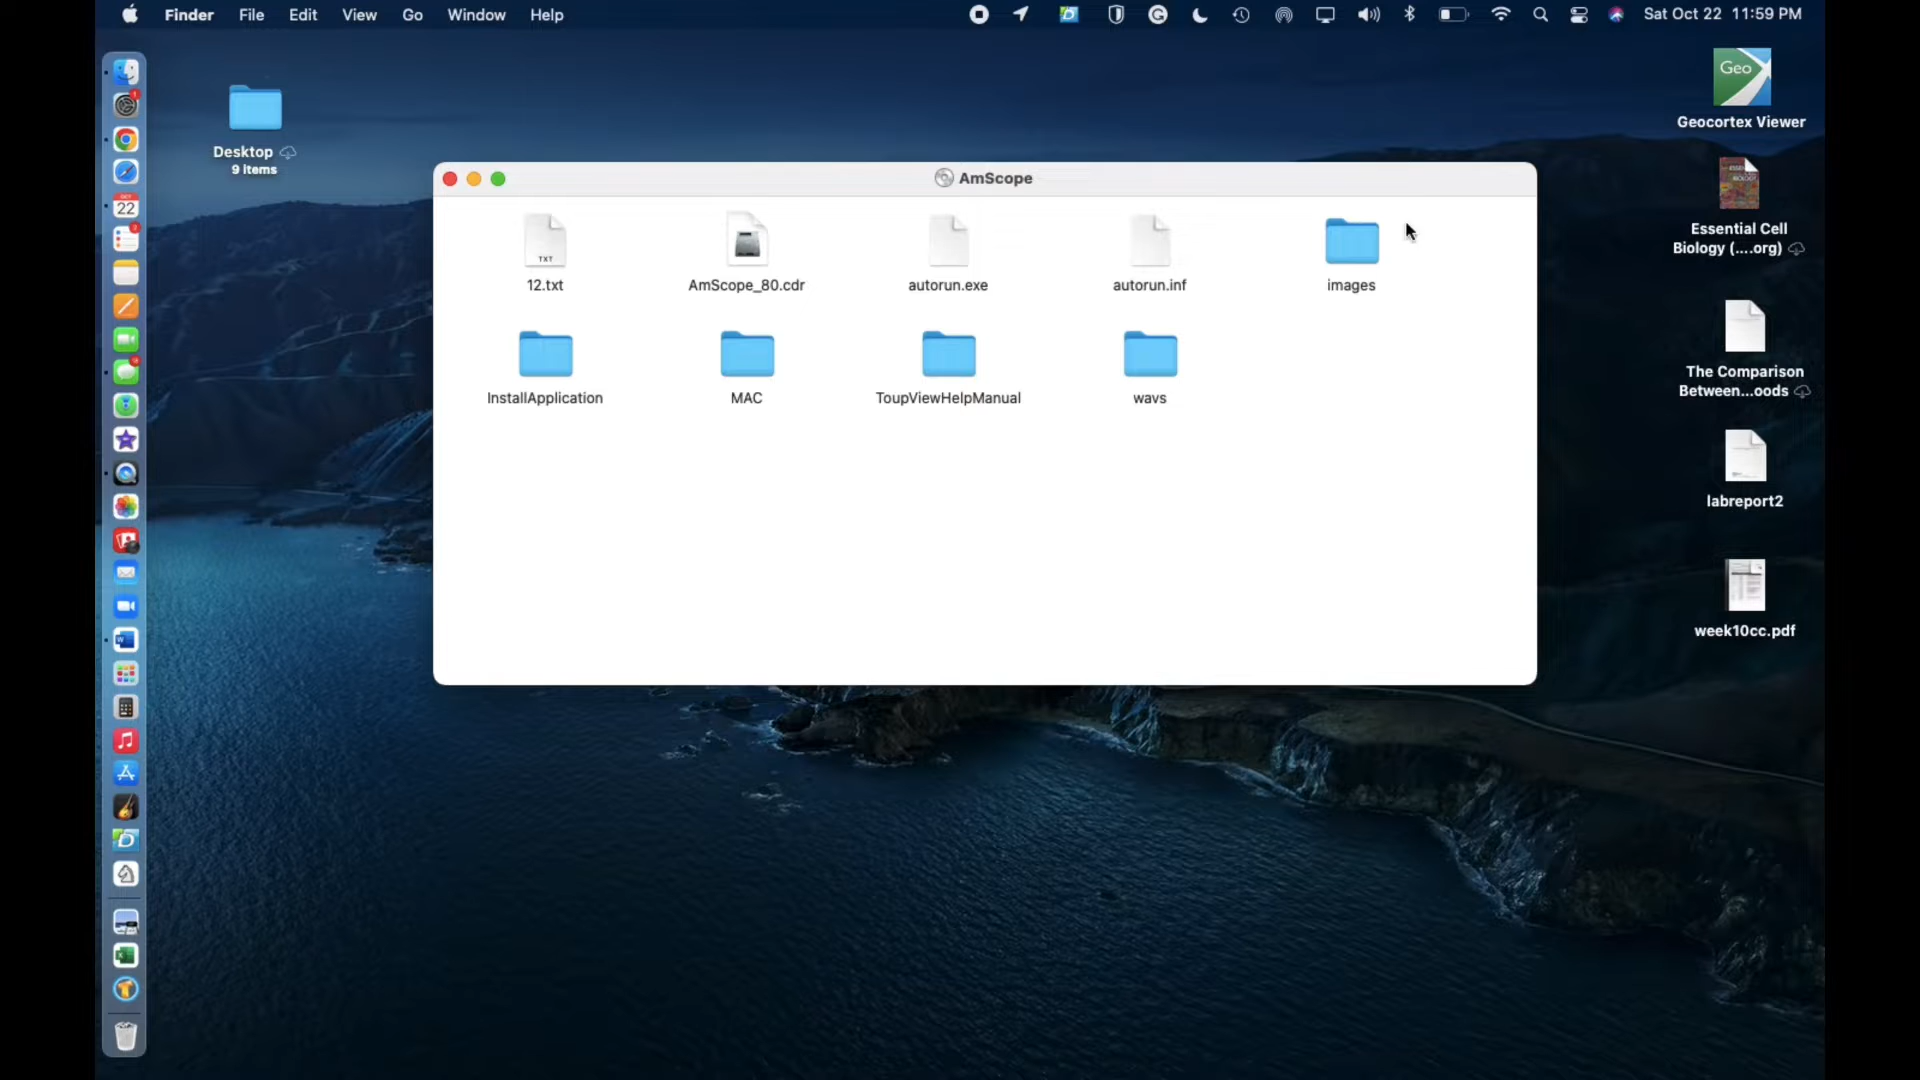 Finder File Edit View Go Window Help
Sat Oct 22 11:59 PM
Desktop
9 items
AmScope
TXT
12.txt
AmScope_80.cdr
autorun.exe
autorun.inf
images
InstallApplication
MAC
ToupViewHelpManual
wavs
Geo
Geocortex Viewer
Essential Cell
Biology (....org)
The Comparison
Between...oods
labreport2
week10cc.pdf
OCT
22